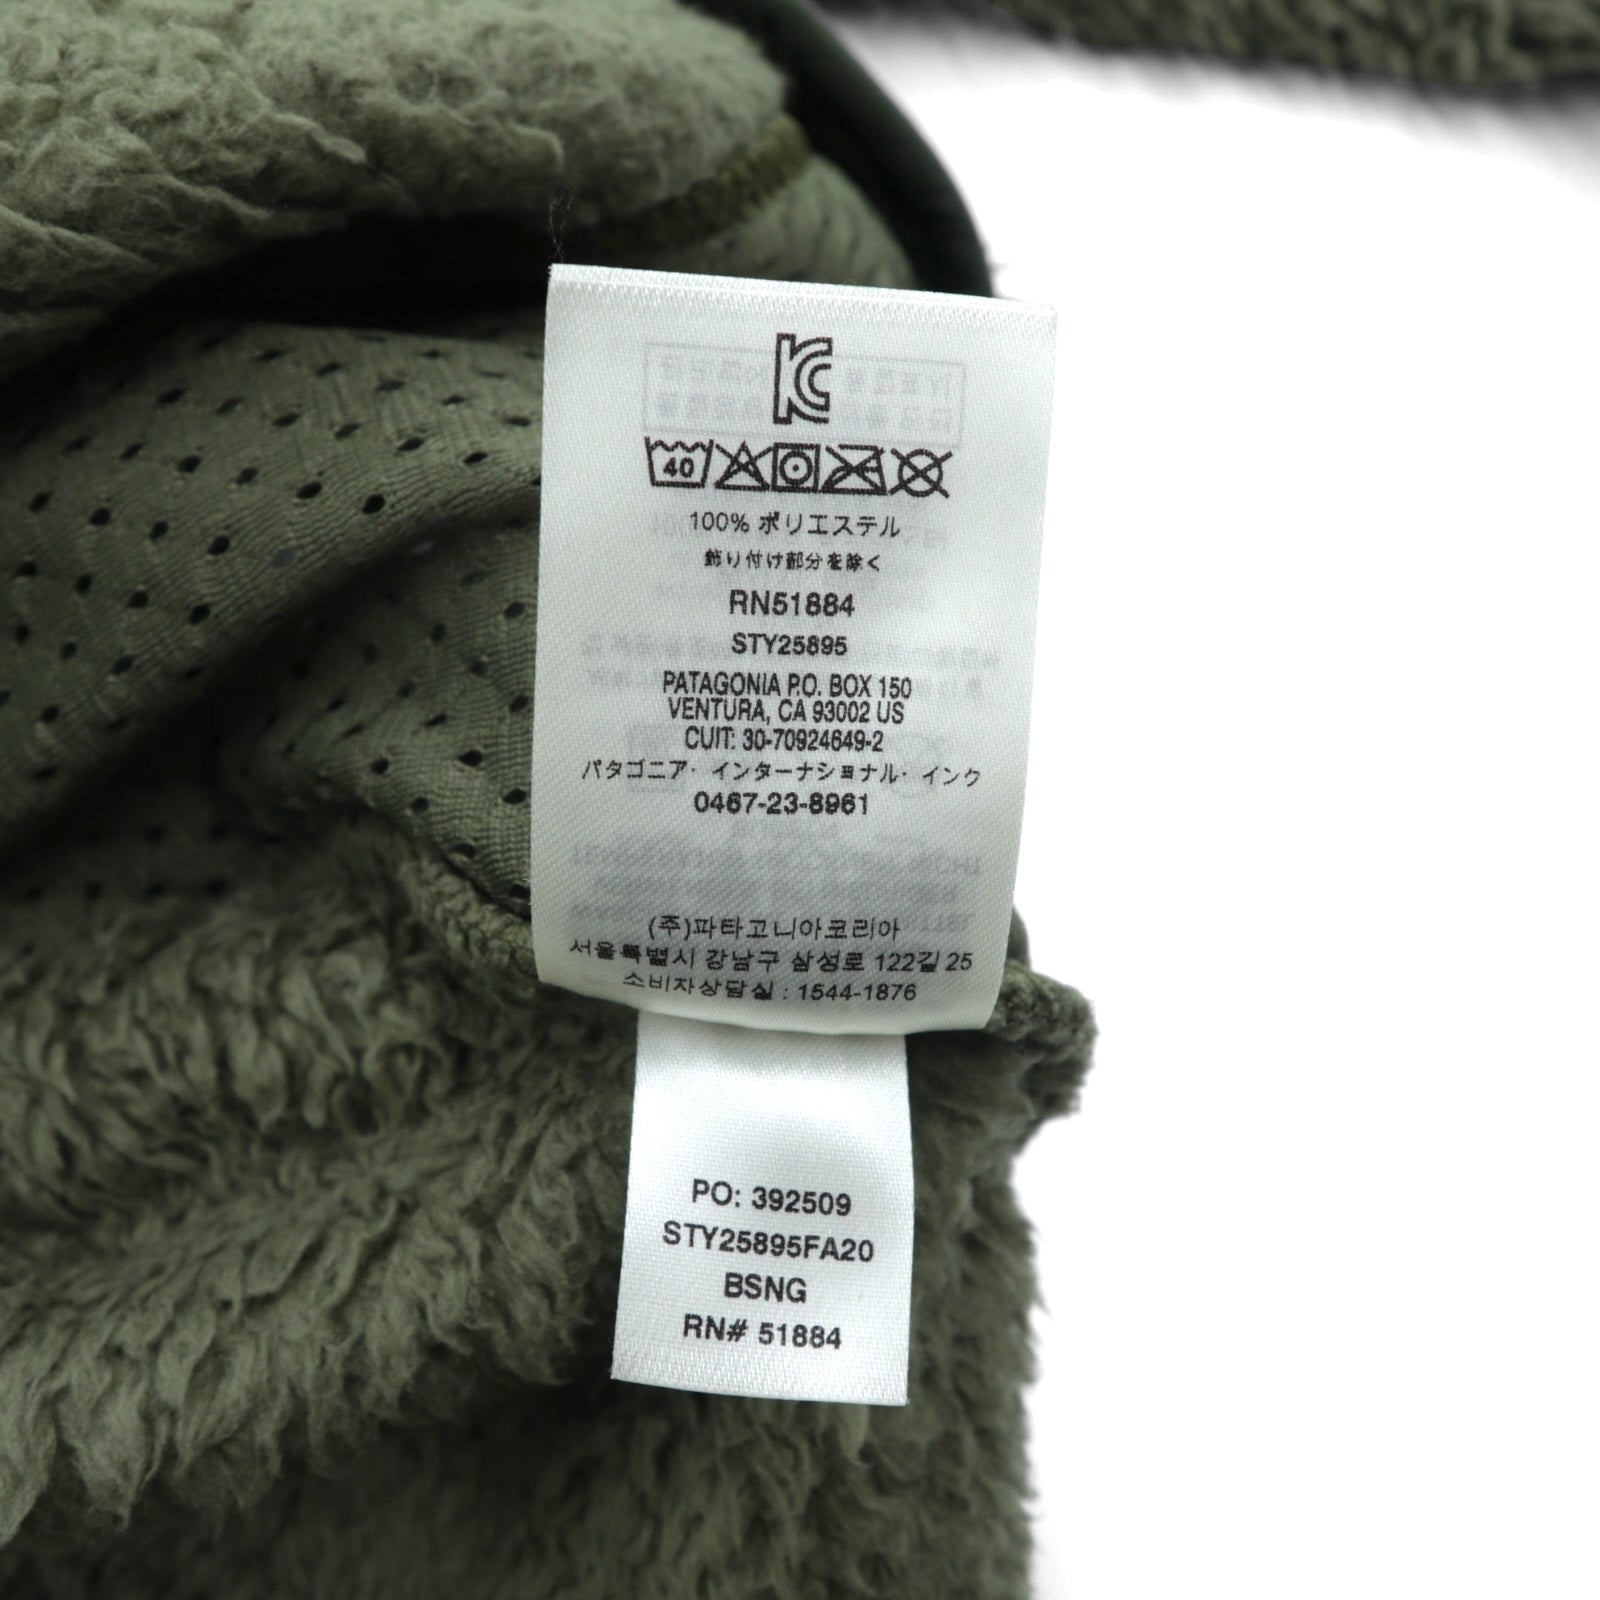 40
100% ポリエステル
飾り付け部分を除く
RN51884
STY25895
PATAGONIA P.O. BOX 150
VENTURA, CA 93002 US
CUIT: 30-70924649-2
パタゴニア・インターナショナル・インク
0467-23-8961
(주)파타고니아코리아
서울특별시 강남구 삼성로 122길 25
소비자상담실 : 1544-1876
PO: 392509
STY25895FA20
BSNG
RN# 51884